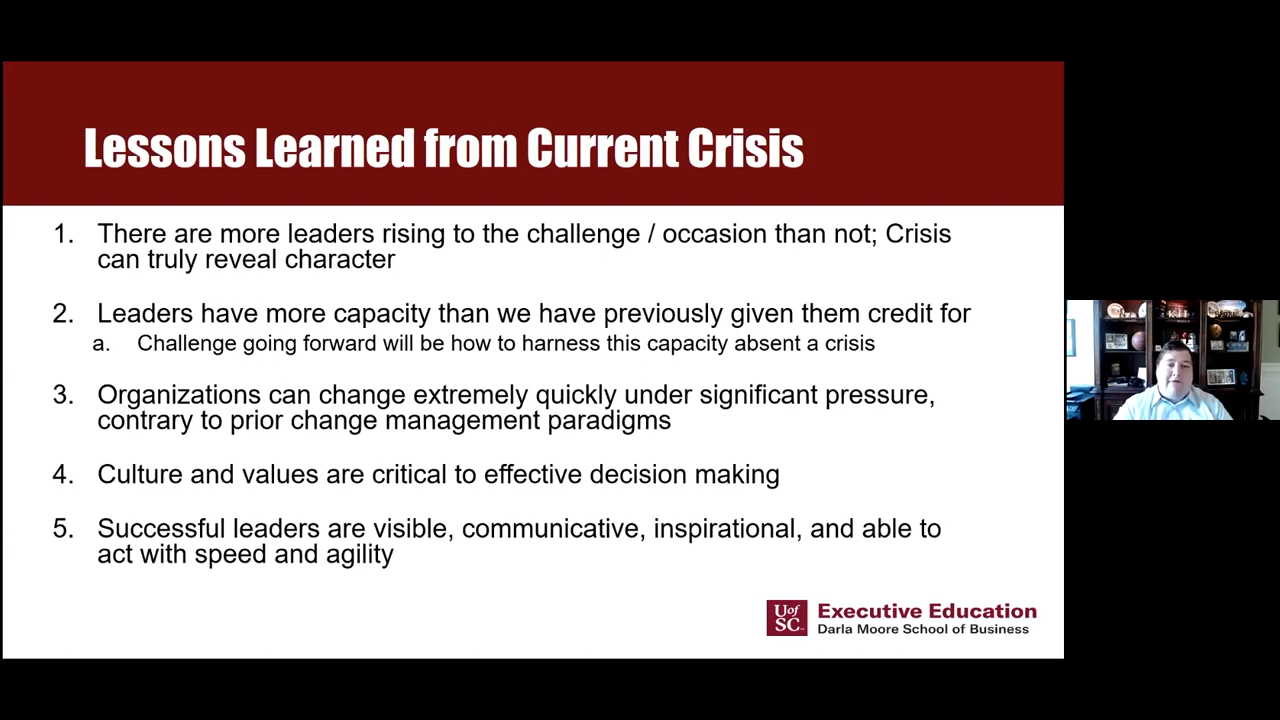 Lessons Learned from Current Crisis
1. There are more leaders rising to the challenge / occasion than not; Crisis
can truly reveal character
2. Leaders have more capacity than we have previously given them credit for
a. Challenge going forward will be how to harness this capacity absent a crisis
3. Organizations can change extremely quickly under significant pressure,
contrary to prior change management paradigms
4. Culture and values are critical to effective decision making
5. Successful leaders are visible, communicative, inspirational, and able to
act with speed and agility
UofSC
Executive Education
Darla Moore School of Business